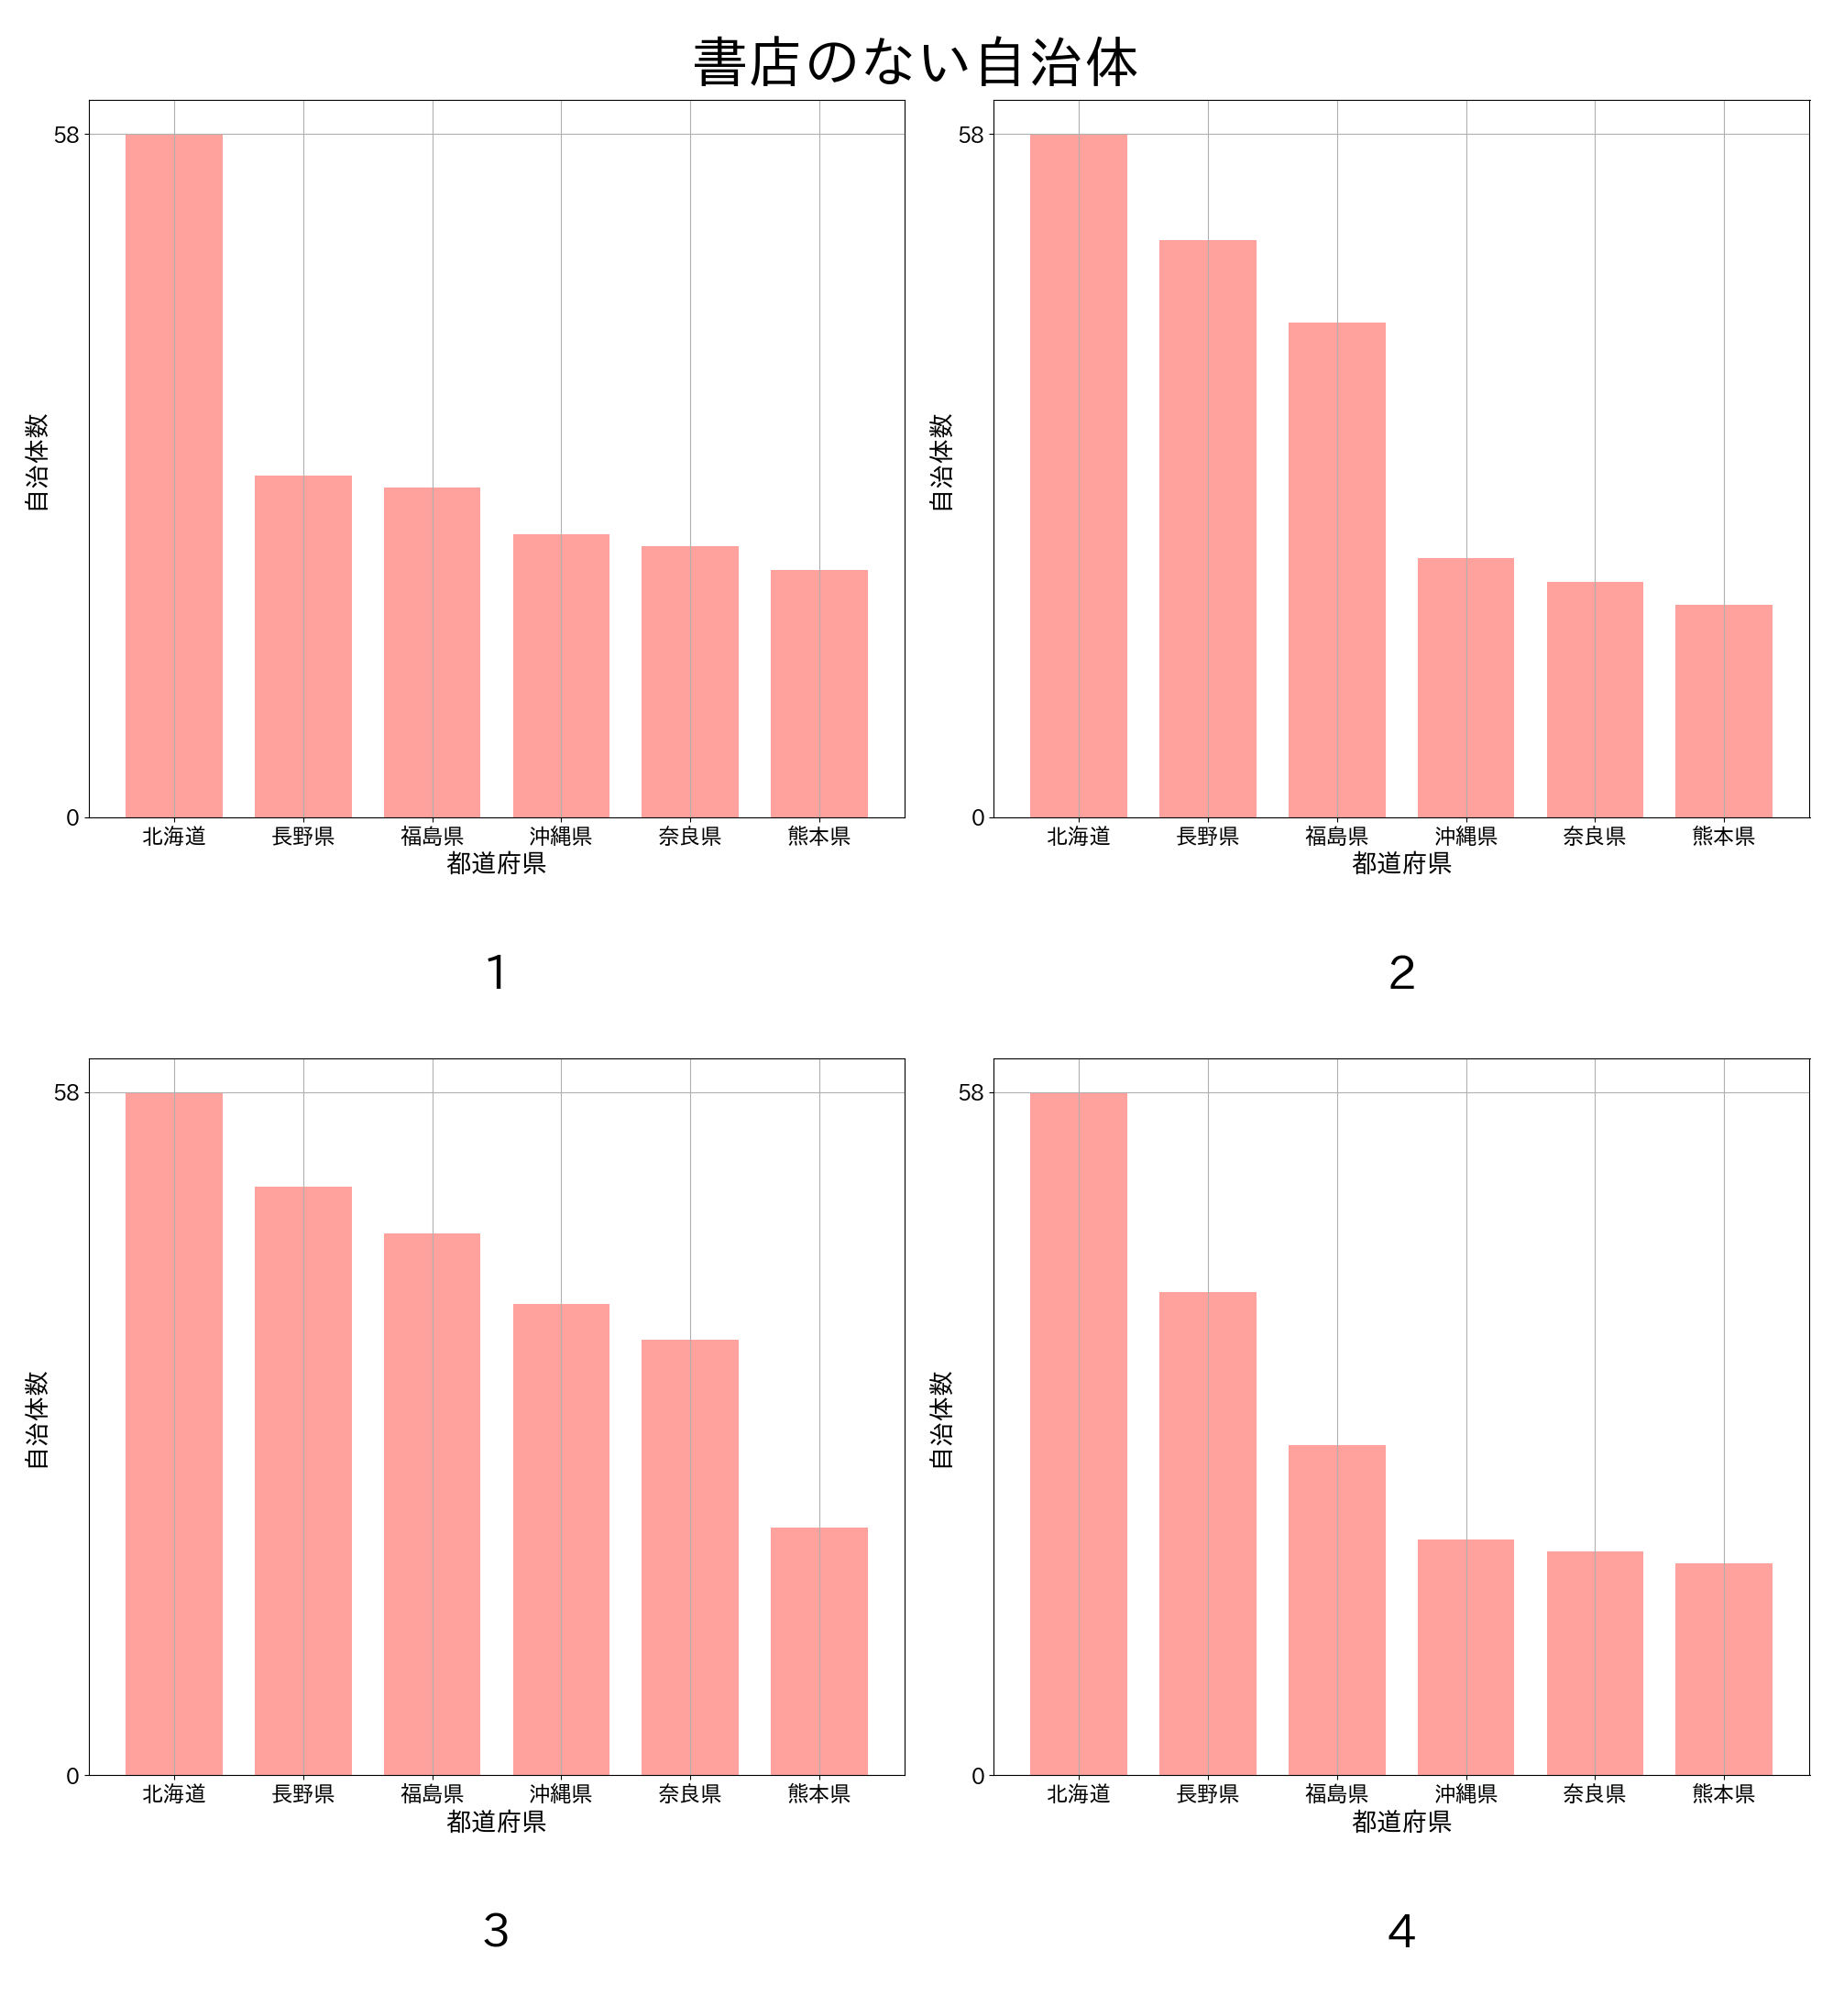 書店のない自治体
58
0
自治体数
北海道 長野県 福島県 沖縄県 奈良県 熊本県
都道府県
1
58
0
自治体数
北海道 長野県 福島県 沖縄県 奈良県 熊本県
都道府県
2
58
0
自治体数
北海道 長野県 福島県 沖縄県 奈良県 熊本県
都道府県
3
58
0
自治体数
北海道 長野県 福島県 沖縄県 奈良県 熊本県
都道府県
4